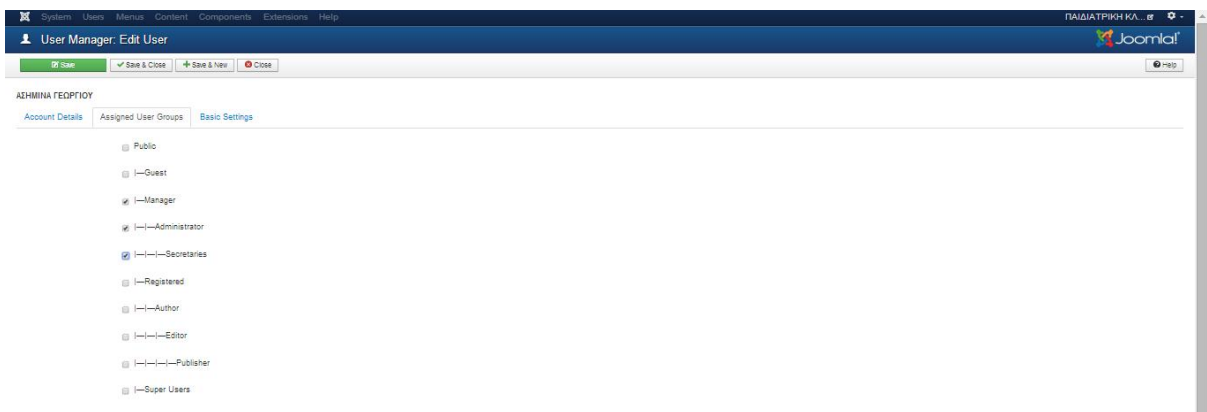 System Users Menus Content Components Extensions Help ΠΑΙΔΙΑΤΡΙΚΗ ΚΛ...
User Manager: Edit User Joomla!
Save Save & Close Save & New Close Help
ΑΣΗΜΙΝΑ ΓΕΩΡΓΙΟΥ
Account Details Assigned User Groups Basic Settings
Public
|—Guest
|—Manager
|—|—Administrator
|—|—|—Secretaries
|—Registered
|—|—Author
|—|—|—Editor
|—|—|—|—Publisher
|—Super Users